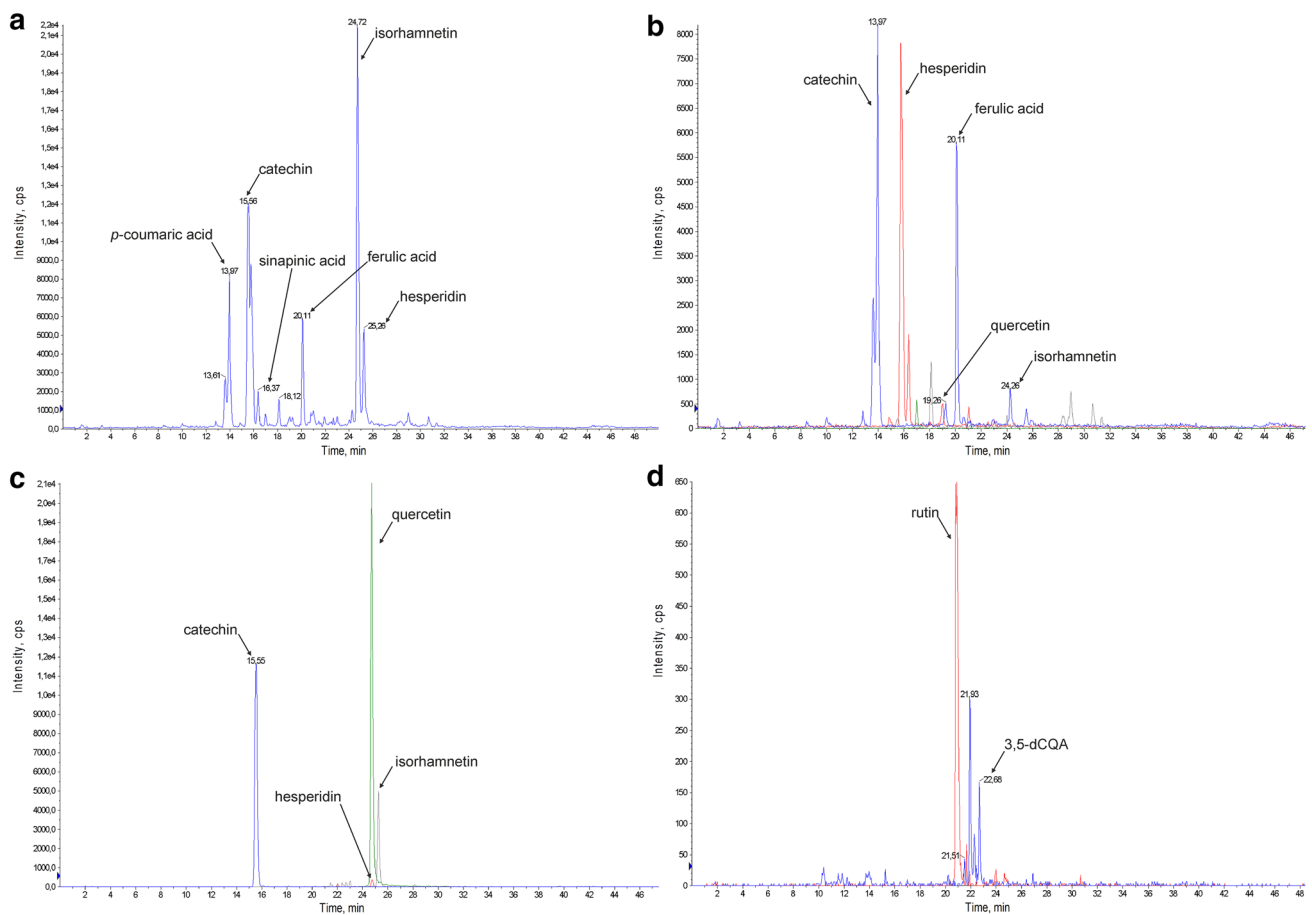 a
24,72
isorhamnetin
2,2e4
2,1e4
2,0e4
1,9e4
1,8e4
1,7e4
1,6e4
1,5e4
1,4e4
1,3e4
1,2e4
1,1e4
1,0e4
9000,0
8000,0
7000,0
6000,0
5000,0
4000,0
3000,0
2000,0
1000,0
0,0
Intensity, cps
catechin
15,56
p-coumaric acid
13,97
sinapinic acid
ferulic acid
20,11
hesperidin
25,26
13,61
16,37
18,12
2 4 6 8 10 12 14 16 18 20 22 24 26 28 30 32 34 36 38 40 42 44 46 48
Time, min
b
13,97
catechin
hesperidin
ferulic acid
20,11
quercetin
19,26
isorhamnetin
24,26
8000
7500
7000
6500
6000
5500
5000
4500
4000
3500
3000
2500
2000
1500
1000
500
0
Intensity, cps
2 4 6 8 10 12 14 16 18 20 22 24 26 28 30 32 34 36 38 40 42 44 46 48
Time, min
c
2,1e4
2,0e4
1,9e4
1,8e4
1,7e4
1,6e4
1,5e4
1,4e4
1,3e4
1,2e4
1,1e4
1,0e4
9000,0
8000,0
7000,0
6000,0
5000,0
4000,0
3000,0
2000,0
1000,0
0,0
Intensity, cps
quercetin
catechin
15,55
isorhamnetin
hesperidin
2 4 6 8 10 12 14 16 18 20 22 24 26 28 30 32 34 36 38 40 42 44 46
Time, min
d
650
600
550
500
450
400
350
300
250
200
150
100
50
0
Intensity, cps
rutin
21,93
3,5-dCQA
22,68
21,51
2 4 6 8 10 12 14 16 18 20 22 24 26 28 30 32 34 36 38 40 42 44 46 48
Time, min